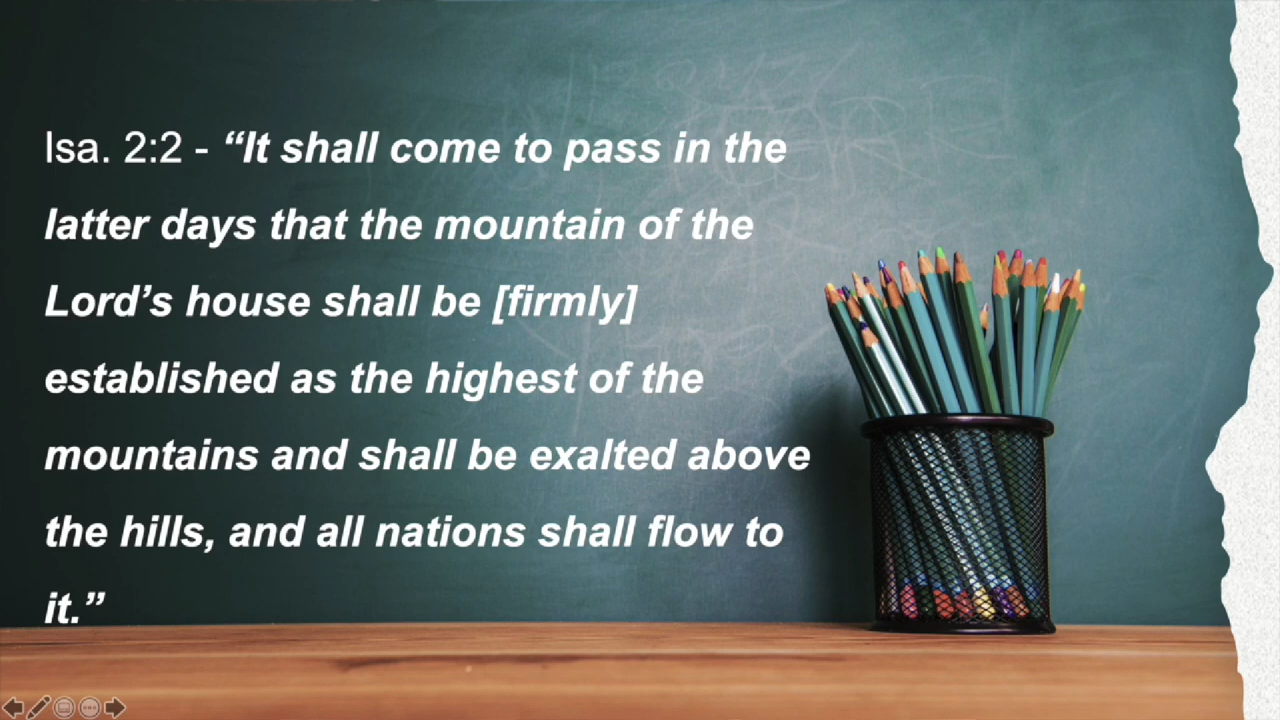 Isa. 2:2 - “It shall come to pass in the
latter days that the mountain of the
Lord’s house shall be [firmly]
established as the highest of the
mountains and shall be exalted above
the hills, and all nations shall flow to
it.”